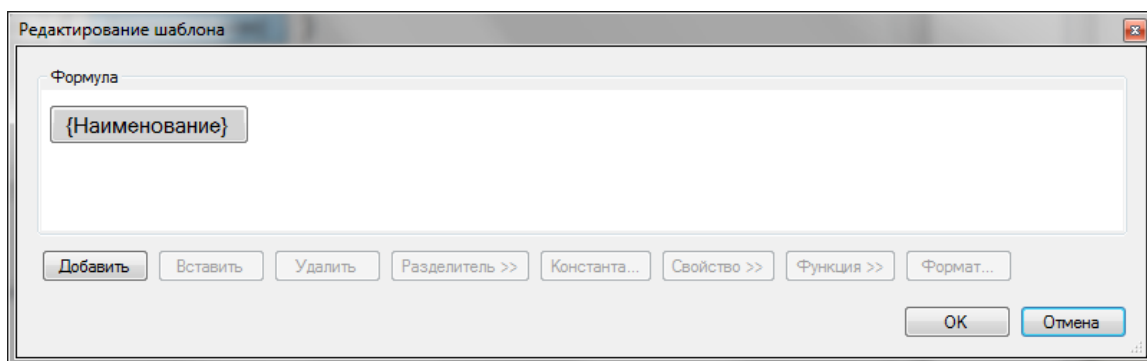 Редактирование шаблона
Формула
{Наименование}
Добавить Вставить Удалить Разделитель >> Константа... Свойство >> Функция >> Формат...
OK Отмена